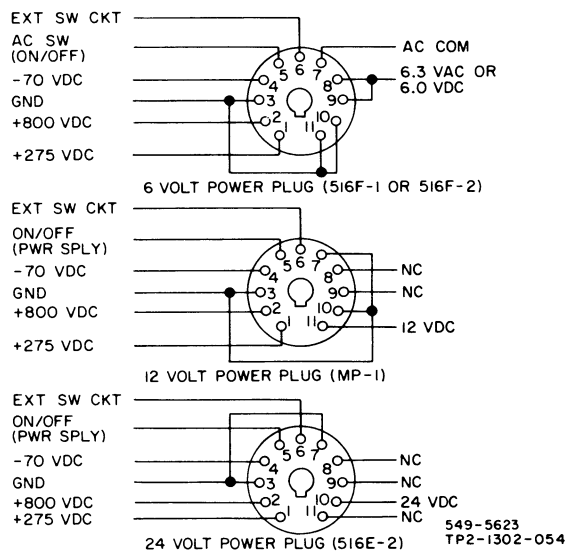 EXT SW CKT
AC SW
(ON/OFF)
-70 VDC
GND
+800 VDC
+275 VDC
AC COM
6.3 VAC OR
6.0 VDC
1 2 3 4 5 6 7 8 9 10 11
6 VOLT POWER PLUG (516F-1 OR 516F-2)
EXT SW CKT
ON/OFF
(PWR SPLY)
-70 VDC
GND
+800 VDC
+275 VDC
NC
NC
12 VDC
1 2 3 4 5 6 7 8 9 10 11
12 VOLT POWER PLUG (MP-1)
EXT SW CKT
ON/OFF
(PWR SPLY)
-70 VDC
GND
+800 VDC
+275 VDC
NC
NC
24 VDC
NC
1 2 3 4 5 6 7 8 9 10 11
24 VOLT POWER PLUG (516E-2)
549-5623
TP2-1302-054